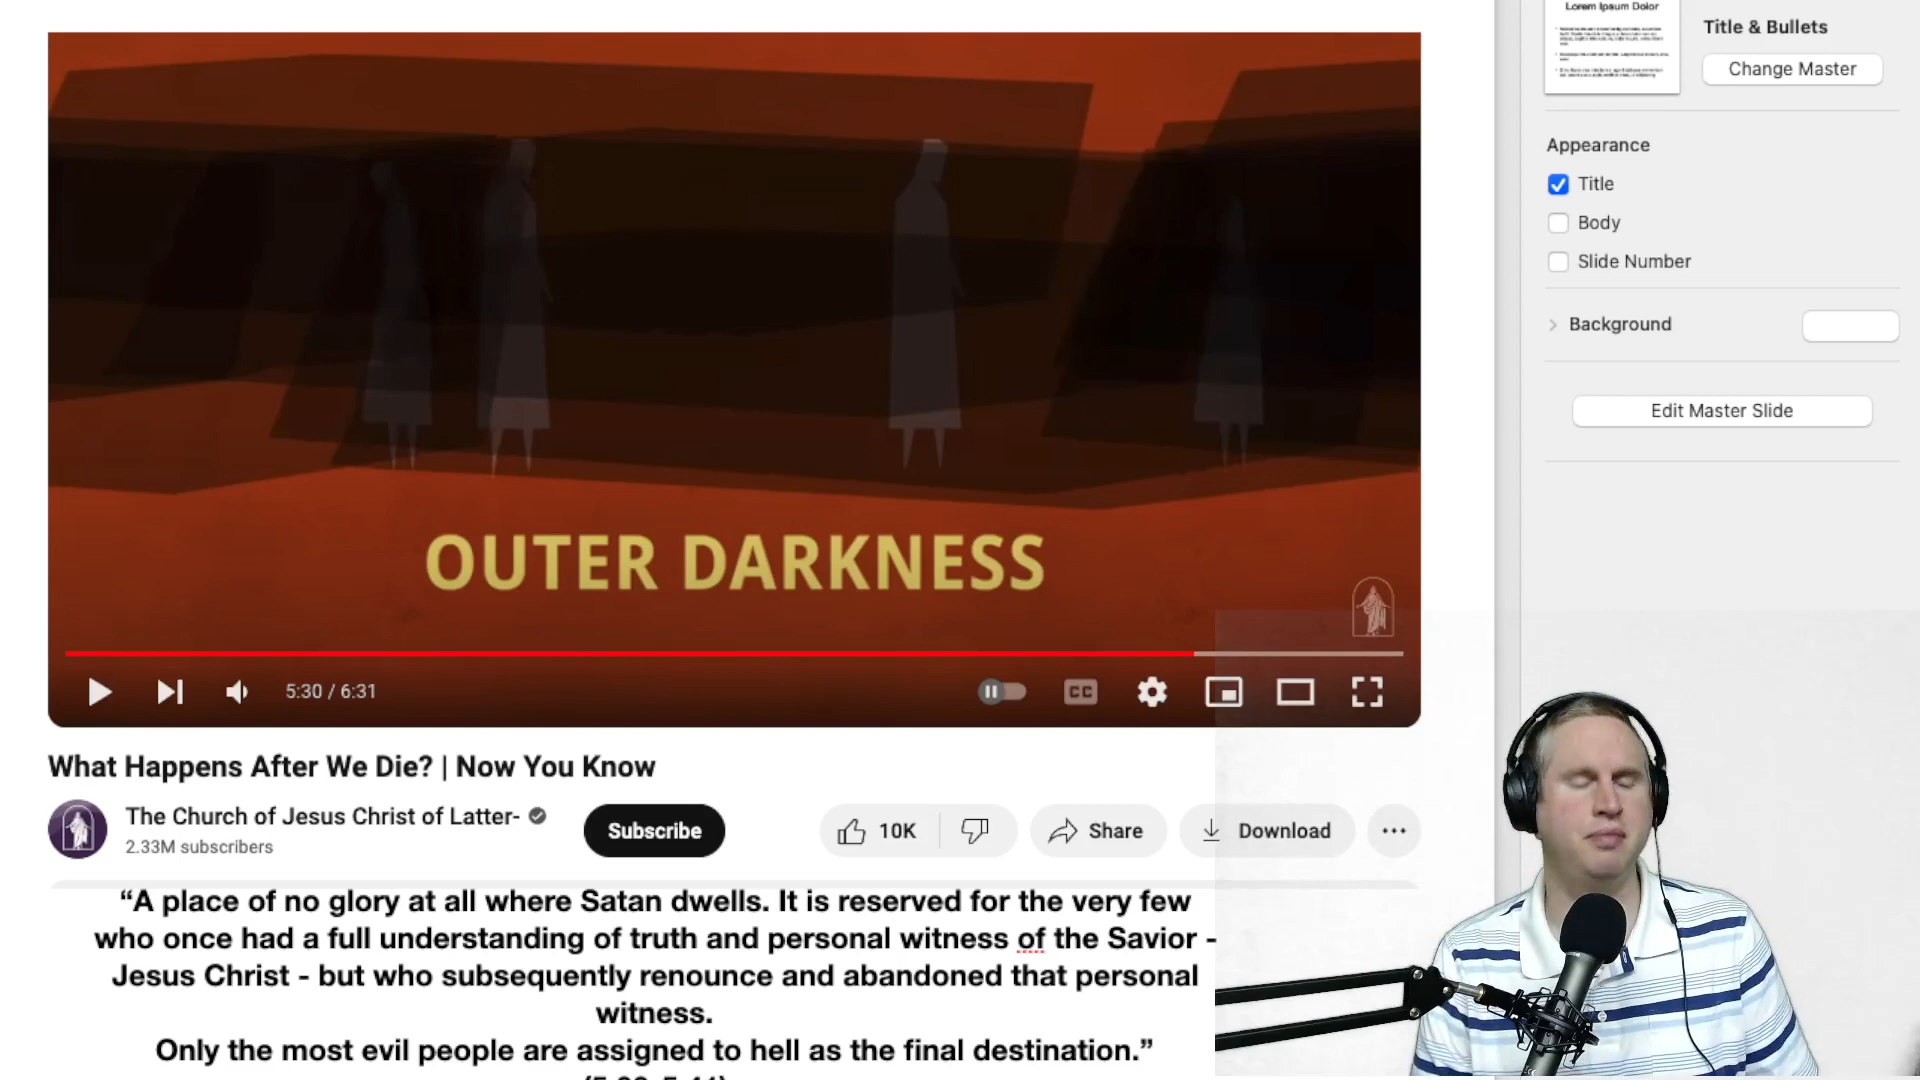 Lorem Ipsum Dolor
Title & Bullets
Change Master
Appearance
Title
Body
Slide Number
Background
Edit Master Slide
OUTER DARKNESS
5:30 / 6:31
CC
What Happens After We Die? | Now You Know
The Church of Jesus Christ of Latter-
2.33M subscribers
Subscribe
10K
Share
Download
“A place of no glory at all where Satan dwells. It is reserved for the very few
who once had a full understanding of truth and personal witness of the Savior -
Jesus Christ - but who subsequently renounce and abandoned that personal
witness.
Only the most evil people are assigned to hell as the final destination.”